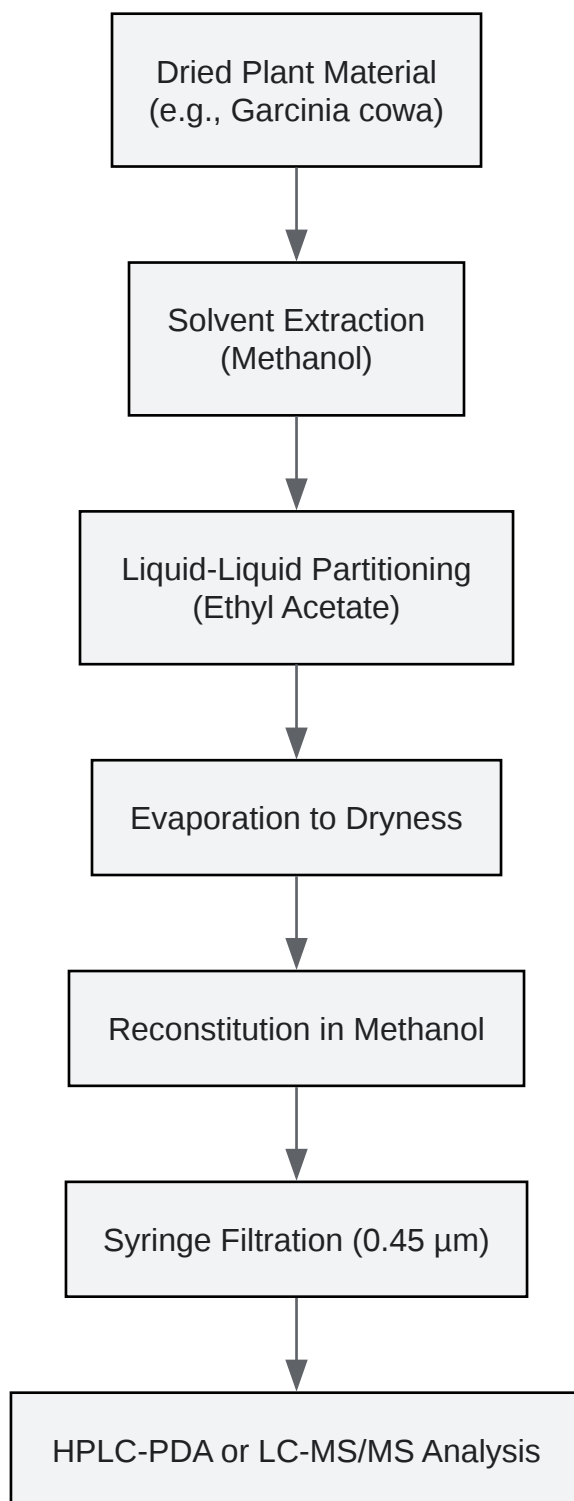 Dried Plant Material
(e.g., Garcinia cowa)
Solvent Extraction
(Methanol)
Liquid-Liquid Partitioning
(Ethyl Acetate)
Evaporation to Dryness
Reconstitution in Methanol
Syringe Filtration (0.45 µm)
HPLC-PDA or LC-MS/MS Analysis